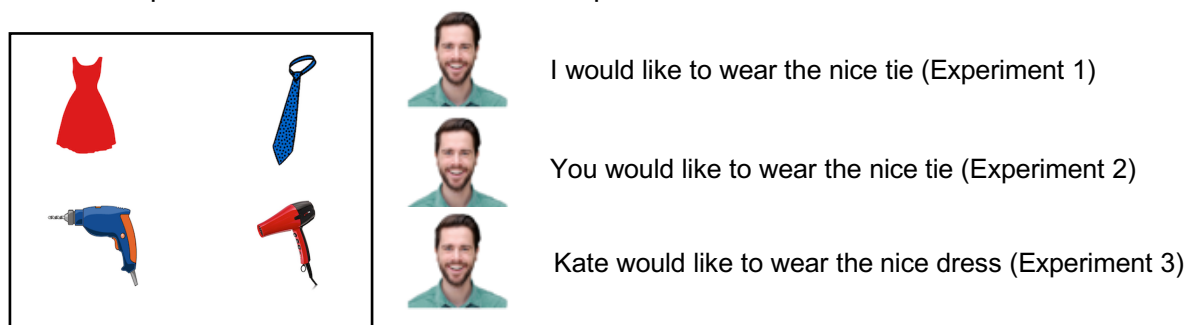 I would like to wear the nice tie (Experiment 1)
You would like to wear the nice tie (Experiment 2)
Kate would like to wear the nice dress (Experiment 3)